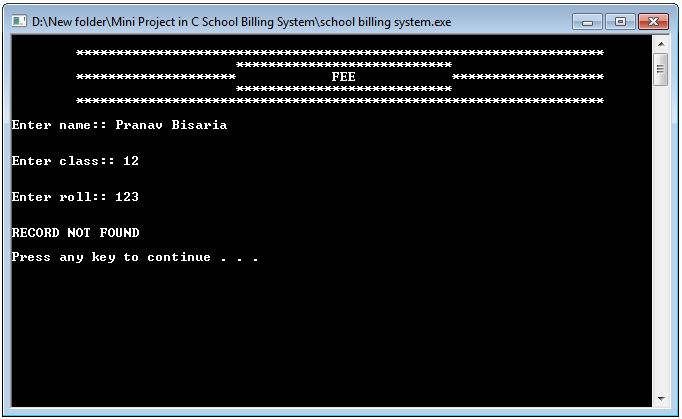 D:\New folder\Mini Project in C School Billing System\school billing system.exe
******************************************************************
***************************
******************** FEE *******************
***************************
******************************************************************
Enter name:: Pranav Bisaria
Enter class:: 12
Enter roll:: 123
RECORD NOT FOUND
Press any key to continue . . .